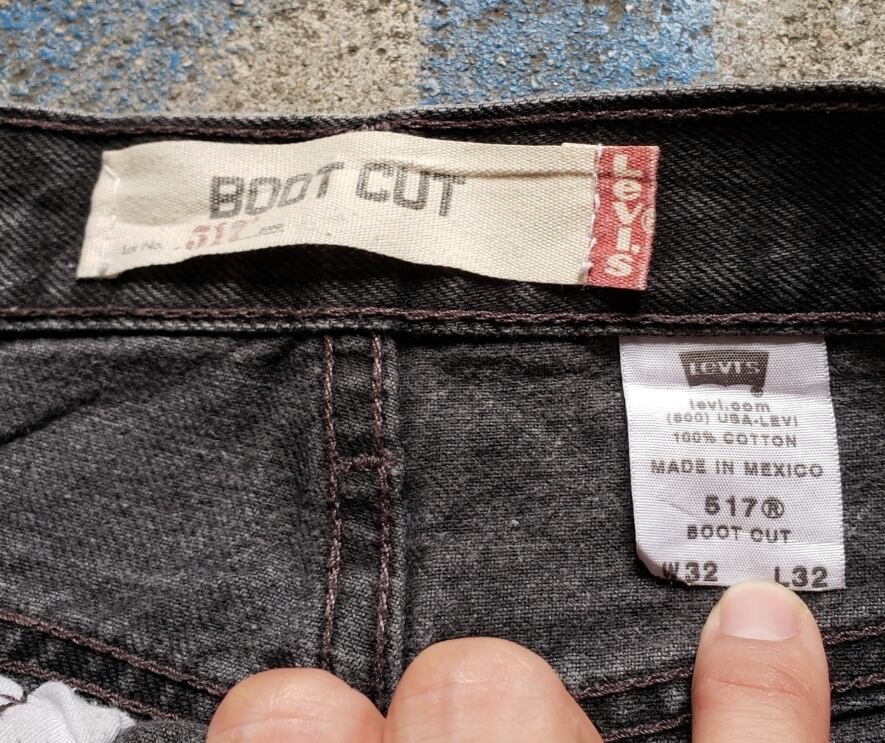 BOOT CUT
Lot No. 517
Levi's®
Levi's
levi.com
(800) USA-LEVI
100% COTTON
MADE IN MEXICO
517®
BOOT CUT
W32 L32